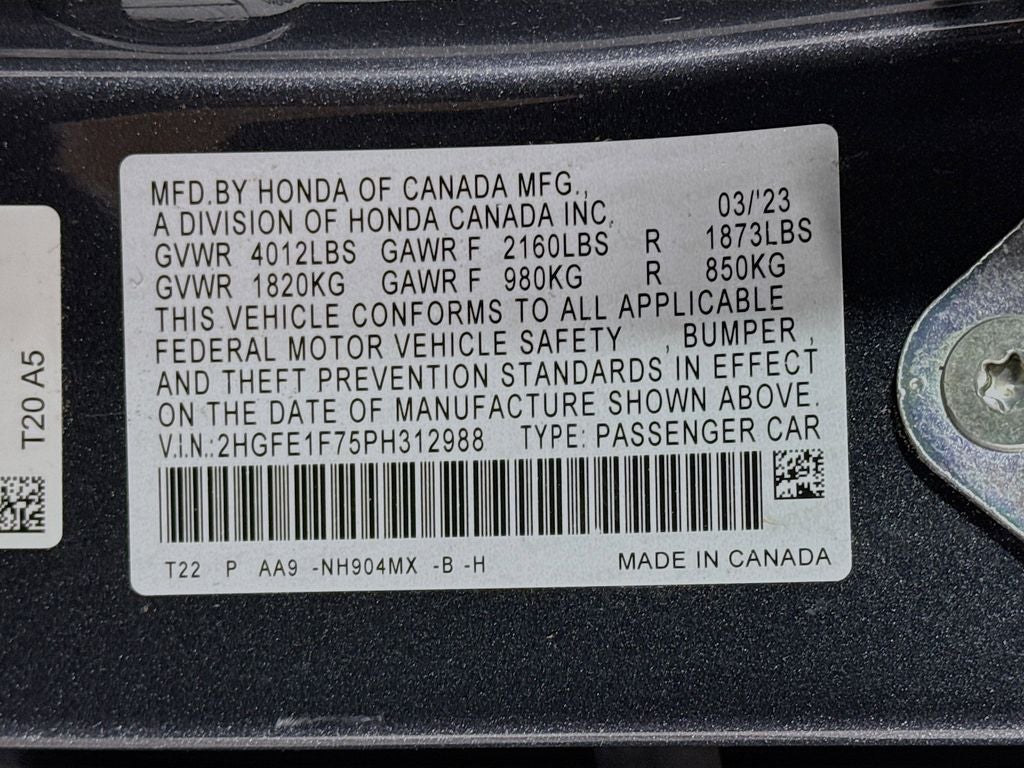 MFD.BY HONDA OF CANADA MFG.,
A DIVISION OF HONDA CANADA INC. 03/'23
GVWR 4012LBS GAWR F 2160LBS R 1873LBS
GVWR 1820KG GAWR F 980KG R 850KG
THIS VEHICLE CONFORMS TO ALL APPLICABLE
FEDERAL MOTOR VEHICLE SAFETY , BUMPER ,
AND THEFT PREVENTION STANDARDS IN EFFECT
ON THE DATE OF MANUFACTURE SHOWN ABOVE.
V.I.N.:2HGFE1F75PH312988 TYPE: PASSENGER CAR
T22 P AA9 -NH904MX -B -H MADE IN CANADA
T20 A5